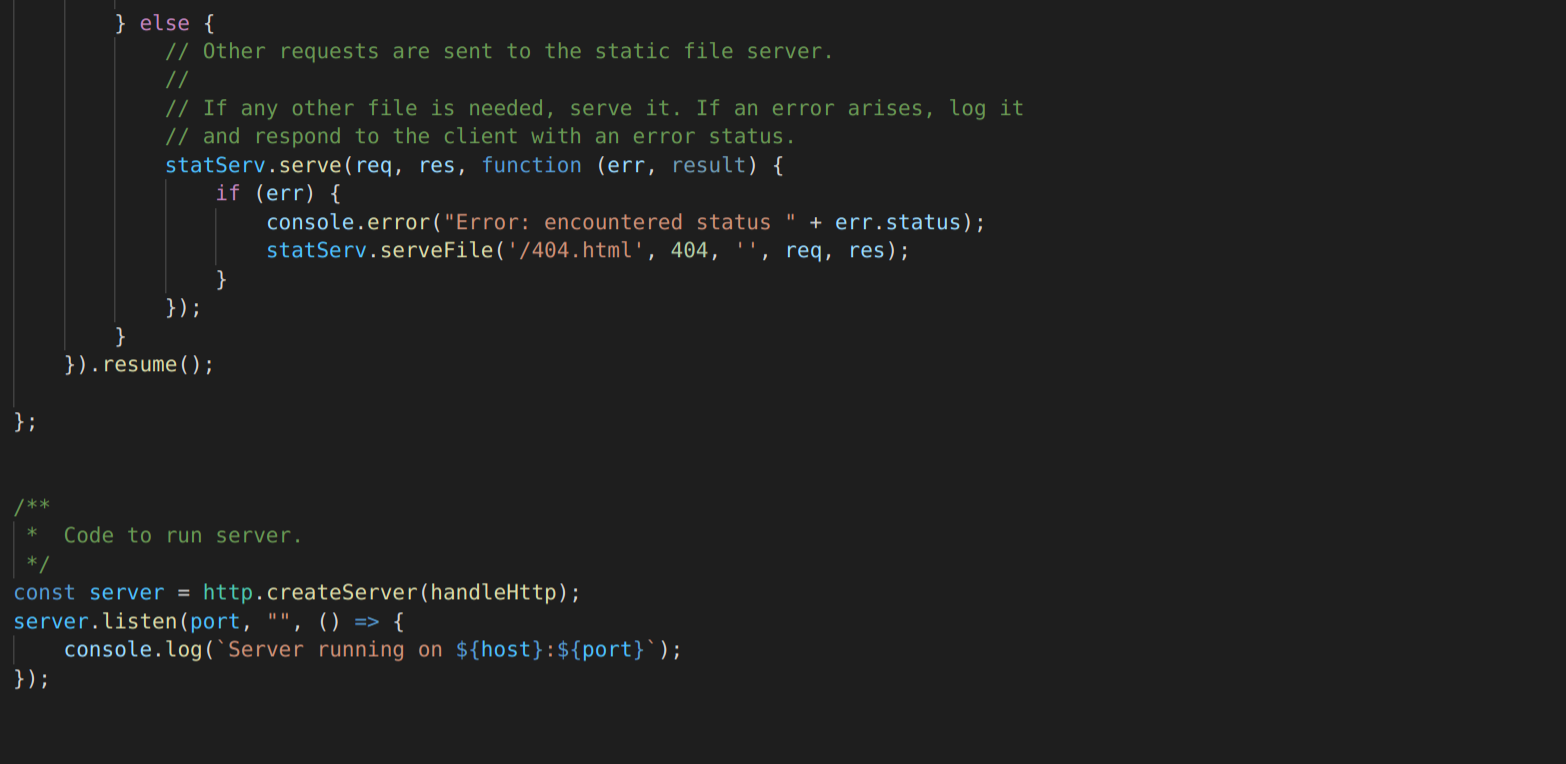 } else {
// Other requests are sent to the static file server.
//
// If any other file is needed, serve it. If an error arises, log it
// and respond to the client with an error status.
statServ.serve(req, res, function (err, result) {
if (err) {
console.error("Error: encountered status " + err.status);
statServ.serveFile('/404.html', 404, '', req, res);
}
});
}
}).resume();
};
/**
*  Code to run server.
*/
const server = http.createServer(handleHttp);
server.listen(port, "", () => {
console.log(`Server running on ${host}:${port}`);
});